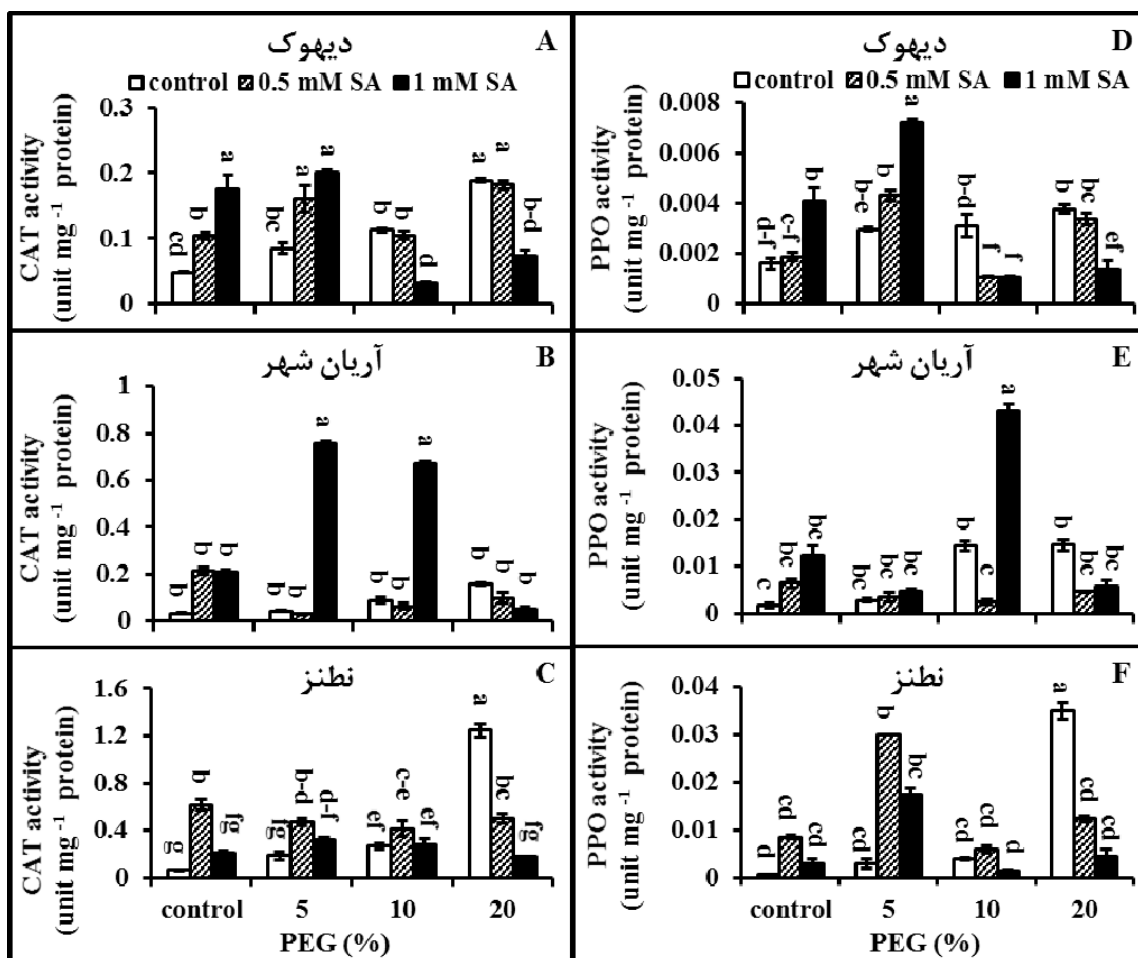 دیهوک A
control 0.5 mM SA 1 mM SA
CAT activity
(unit mg -1 protein)
0.3
0.2
0.1
0
cd b a
bc a a
b b d
a a b-d
دیهوک D
control 0.5 mM SA 1 mM SA
PPO activity
(unit mg -1 protein)
0.008
0.006
0.004
0.002
0
d-f c-f b
b-e b a
b-d f f
b bc ef
آریان شهر B
CAT activity
(unit mg -1 protein)
1
0.8
0.6
0.4
0.2
0
b b b
b b a
b b a
b b b
آریان شهر E
PPO activity
(unit mg -1 protein)
0.05
0.04
0.03
0.02
0.01
0
c bc bc
bc bc bc
b c a
b bc bc
نطنز C
CAT activity
(unit mg -1 protein)
1.6
1.2
0.8
0.4
0
g b fg
fg b-d d-f
ef c-e ef
a bc fg
control 5 10 20
PEG (%)
نطنز F
PPO activity
(unit mg -1 protein)
0.04
0.03
0.02
0.01
0
d cd cd
cd b bc
cd cd d
a cd cd
control 5 10 20
PEG (%)